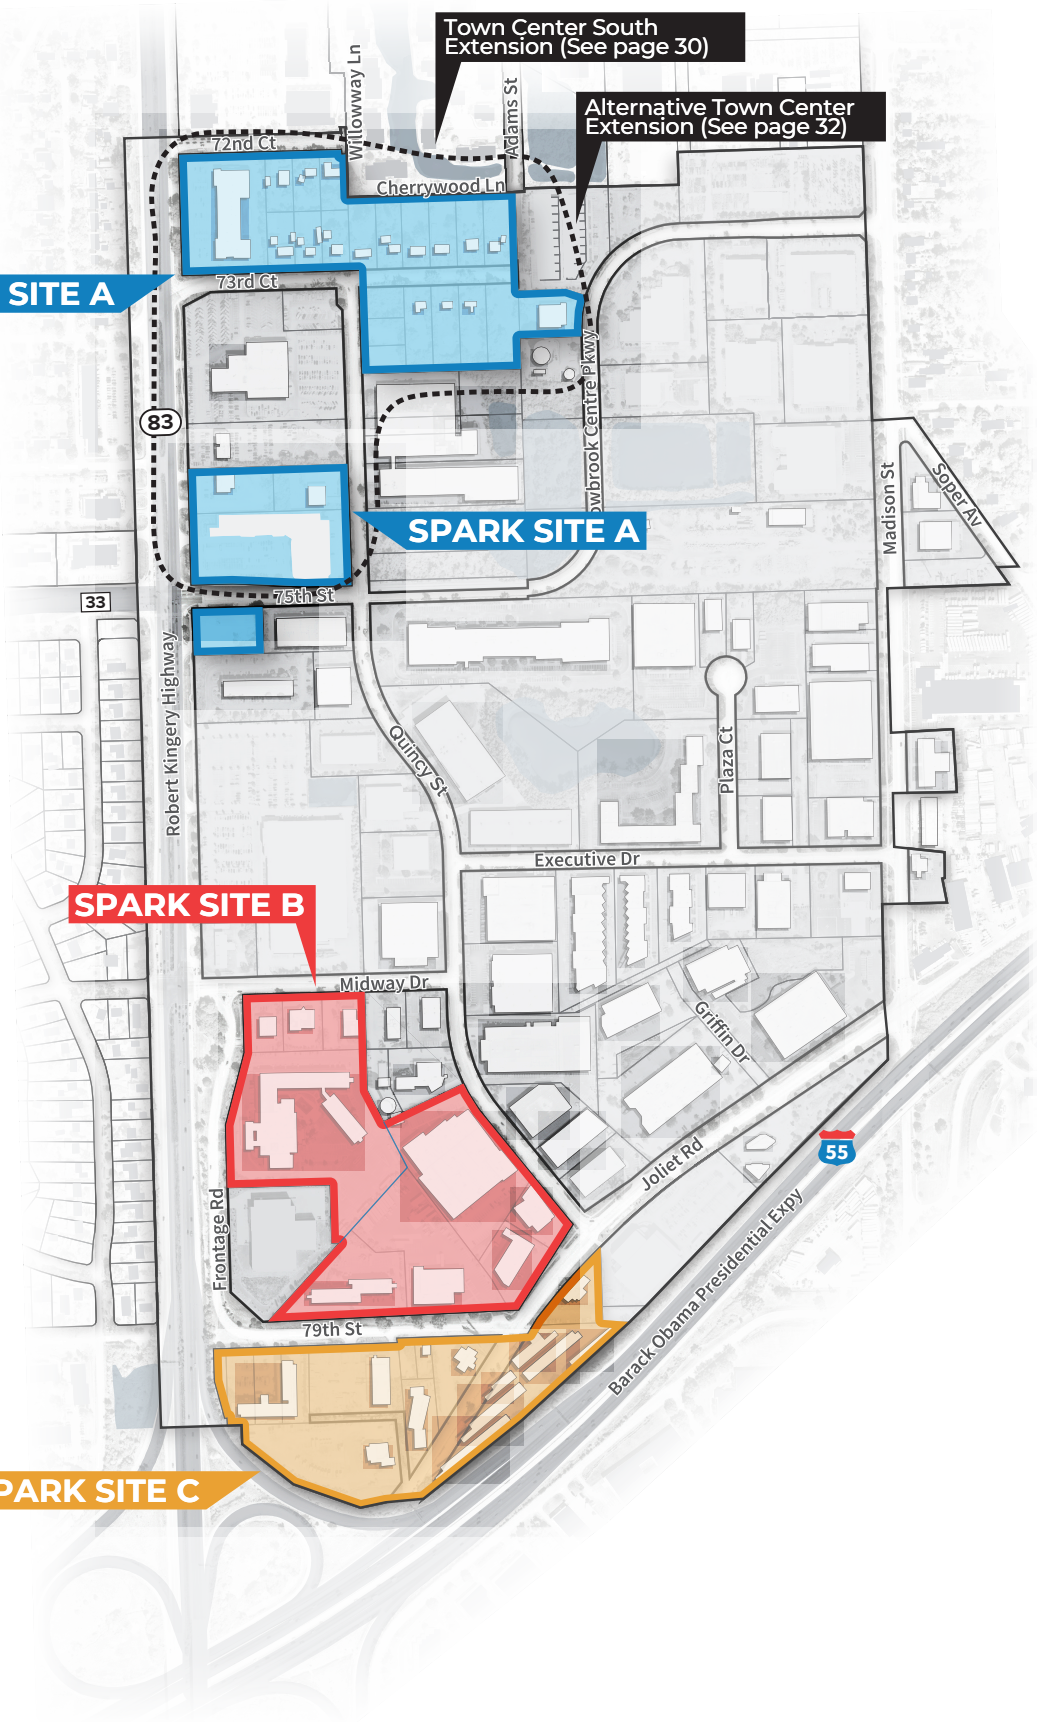 Town Center South
Extension (See page 30)
Willowway Ln
Adams St
Alternative Town Center
Extension (See page 32)
72nd Ct
Cherrywood Ln
SITE A
73rd Ct
83
owbrook Centre Pkwy
Madison St
Soper Av
SPARK SITE A
75th St
33
Robert Kingery Highway
Quincy St
Plaza Ct
Executive Dr
SPARK SITE B
Midway Dr
Griffin Dr
Joliet Rd
55
Frontage Rd
Barack Obama Presidential Expy
79th St
PARK SITE C